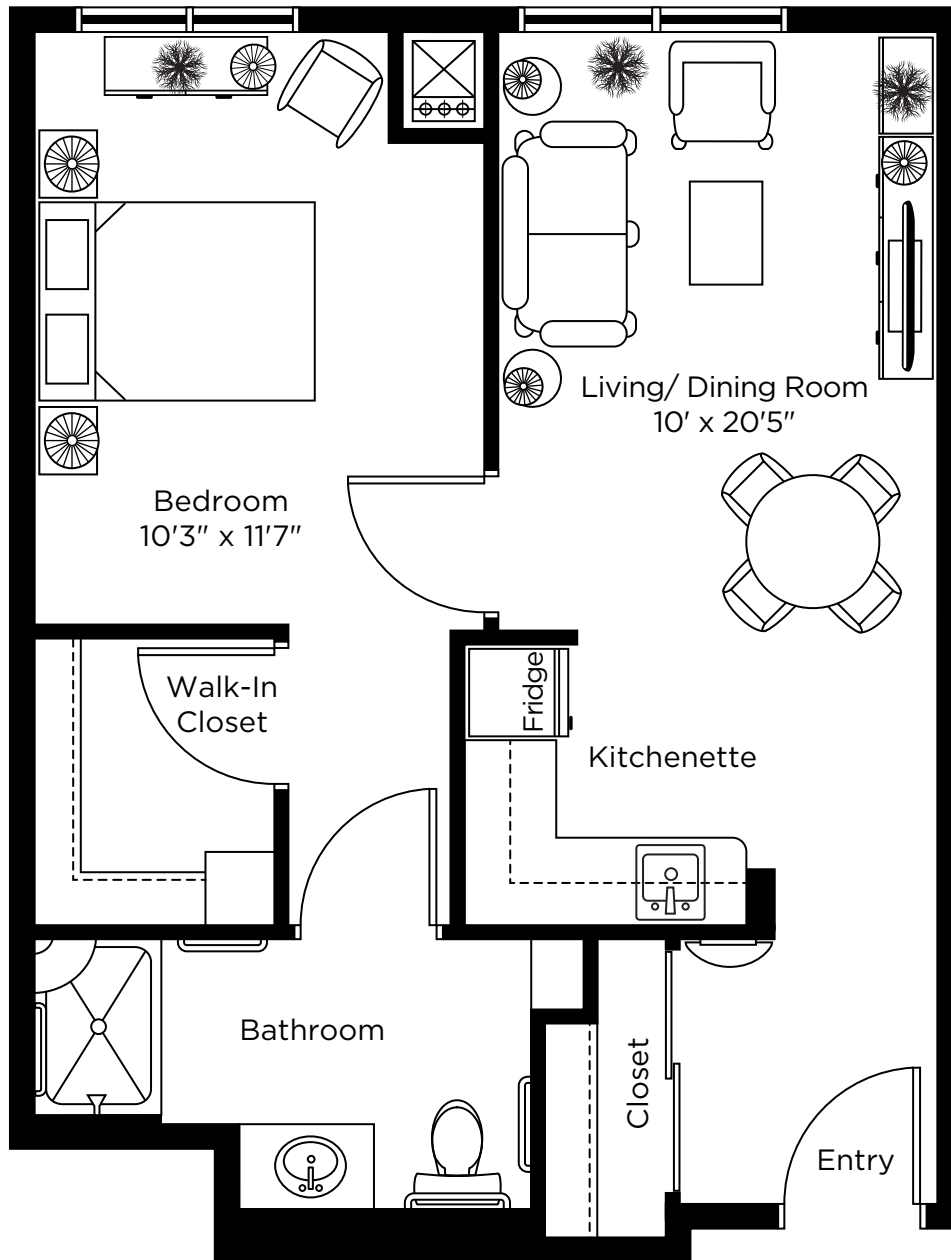 Living/ Dining Room
10' x 20'5"
Bedroom
10'3" x 11'7"
Walk-In
Closet
Fridge
Kitchenette
Bathroom
Closet
Entry